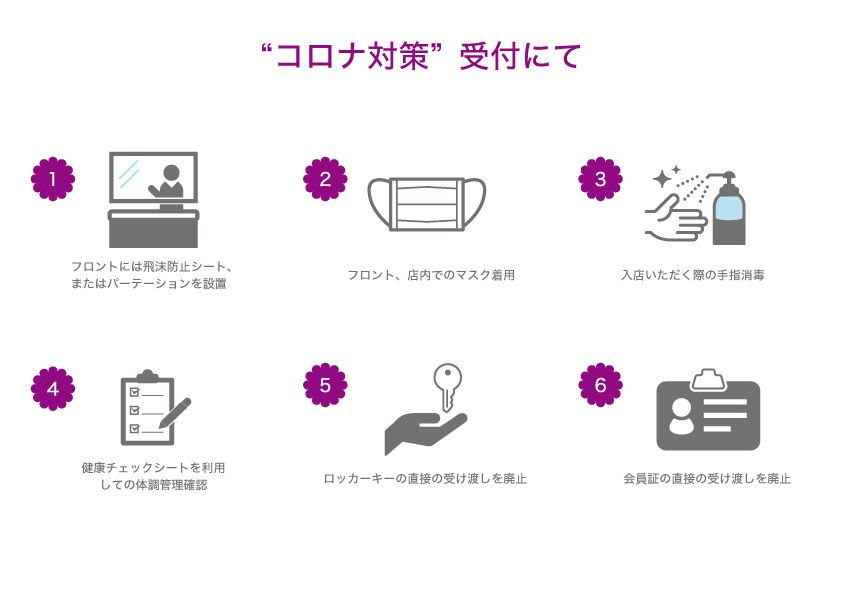 “コロナ対策” 受付にて
1
フロントには飛沫防止シート、
またはパーテーションを設置
2
フロント、店内でのマスク着用
3
入店いただく際の手指消毒
4
健康チェックシートを利用
しての体調管理確認
5
ロッカーキーの直接の受け渡しを廃止
6
会員証の直接の受け渡しを廃止